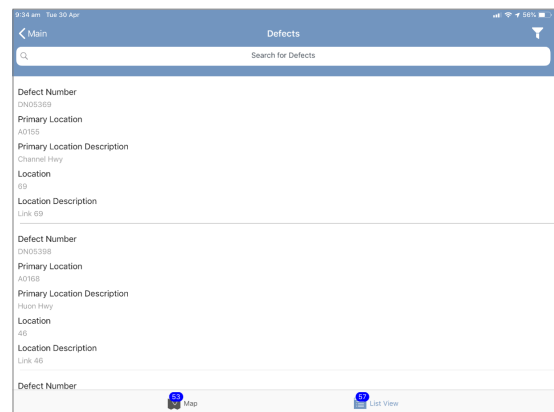 9:34 am Tue 30 Apr
56%
Main
Defects
Search for Defects
Defect Number
DN05369
Primary Location
A0155
Primary Location Description
Channel Hwy
Location
69
Location Description
Link 69
Defect Number
DN05398
Primary Location
A0168
Primary Location Description
Huon Hwy
Location
46
Location Description
Link 46
Defect Number
53
Map
57
List View